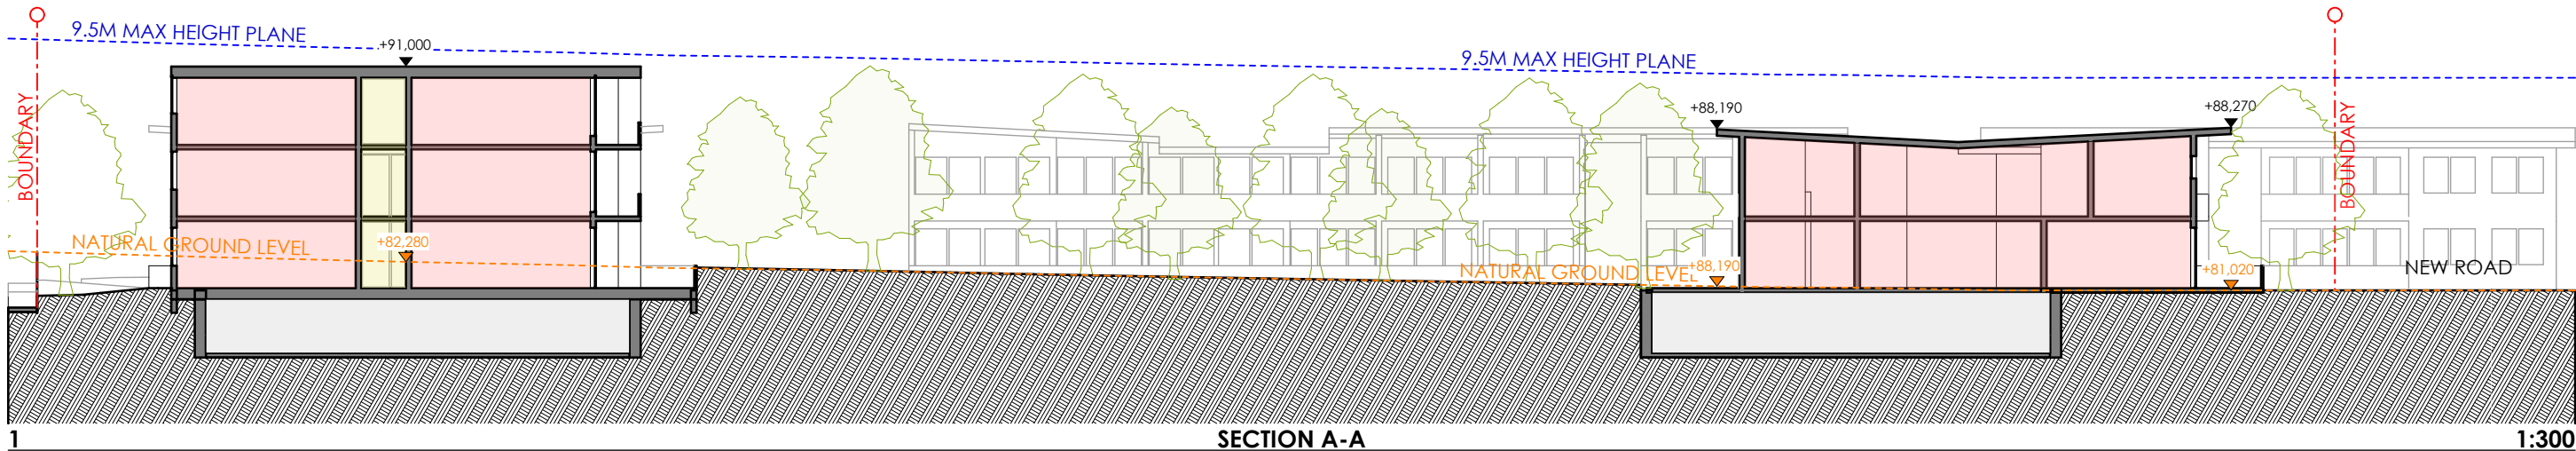 9.5M MAX HEIGHT PLANE
+91,000
9.5M MAX HEIGHT PLANE
BOUNDARY
+88,190
+88,270
BOUNDARY
NATURAL GROUND LEVEL
+82,280
NATURAL GROUND LEVEL
+88,190
+81,020
NEW ROAD
1
SECTION A-A
1:300